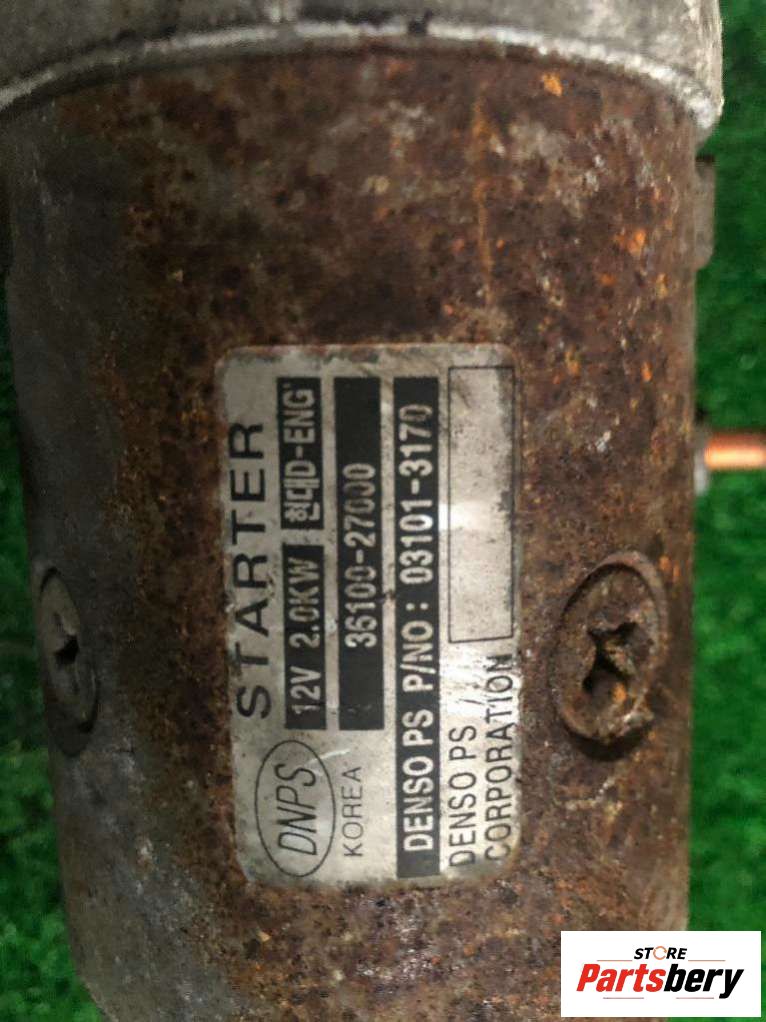 STARTER
12V 2.0KW 현대D-ENG'
36100-27000
DNPS
KOREA
DENSO PS P/NO: 03101-3170
DENSO PS
CORPORATION
STORE
Partsbery